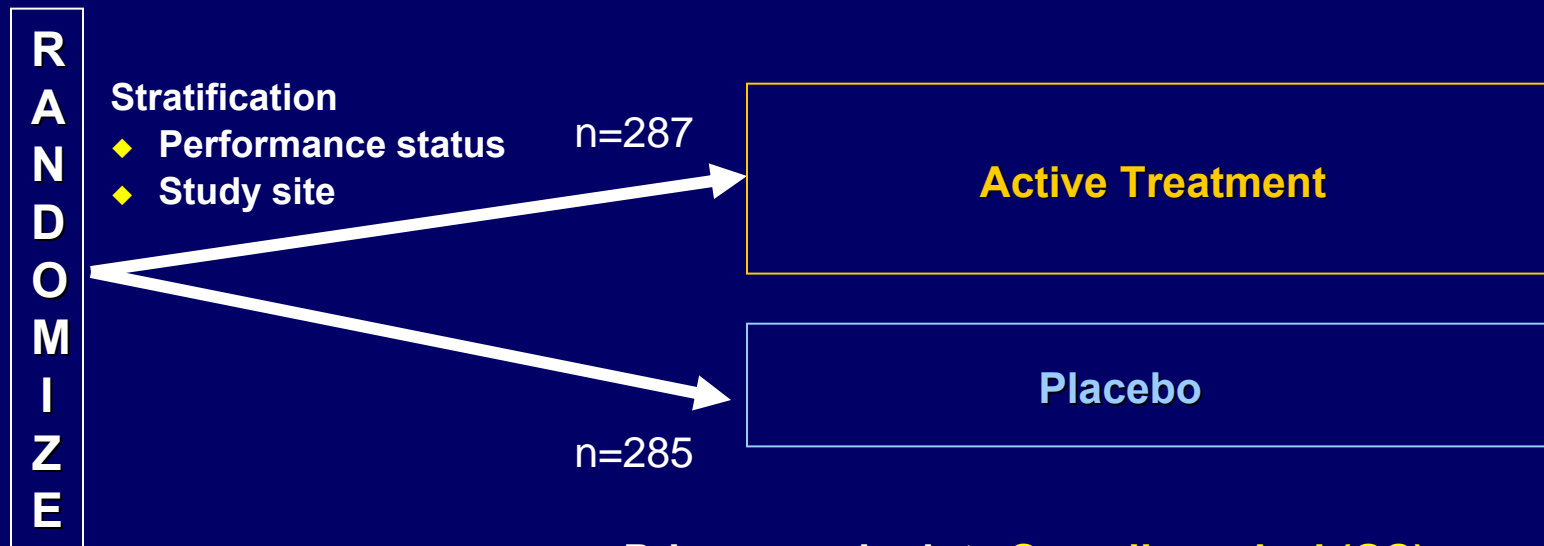 R
A
N
D
O
M
I
Z
E
Stratification
◆ Performance status
◆ Study site
n=287
Active Treatment
Placebo
n=285